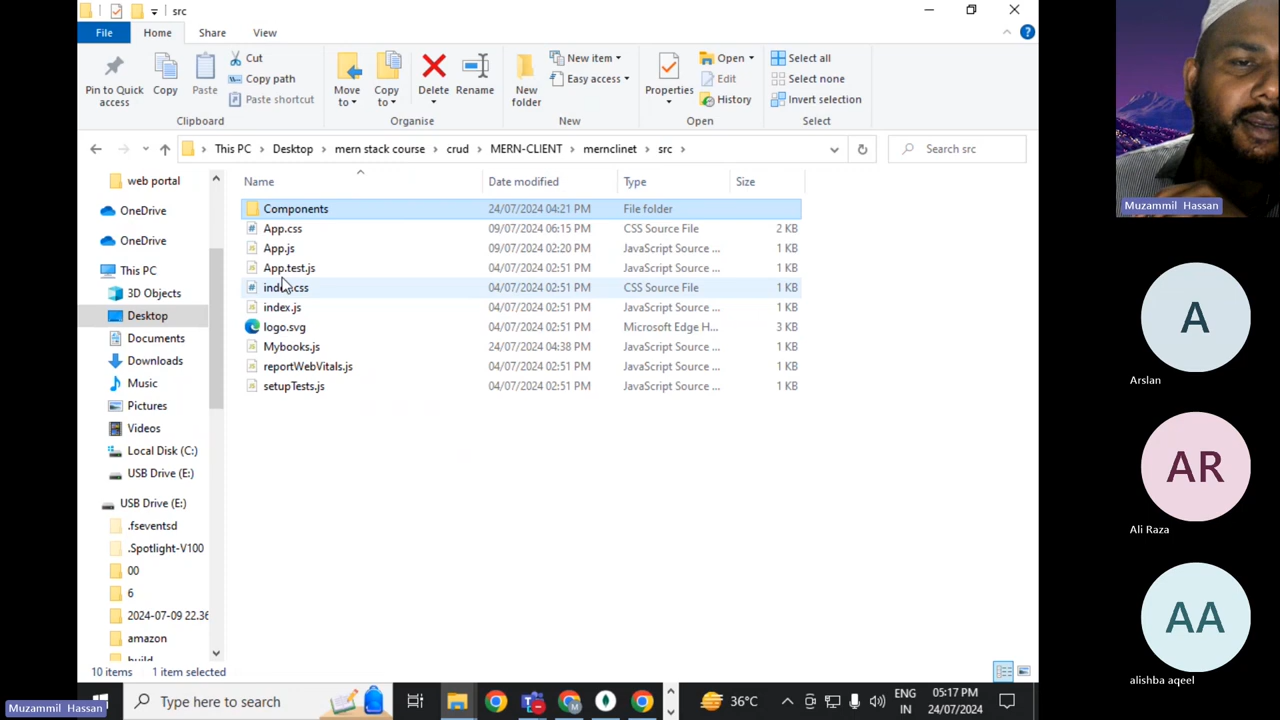 src
File
Home
Share
View
Pin to Quick access
Copy
Paste
Cut
Copy path
Paste shortcut
Clipboard
Move to
Copy to
Delete
Rename
Organise
New folder
New item
Easy access
New
Properties
Open
Edit
History
Open
Select all
Select none
Invert selection
Select
This PC > Desktop > mern stack course > crud > MERN-CLIENT > mernclinet > src >
Search src
Name Date modified Type Size
Components 24/07/2024 04:21 PM File folder
App.css 09/07/2024 06:15 PM CSS Source File 2 KB
App.js 09/07/2024 02:20 PM JavaScript Source ... 1 KB
App.test.js 04/07/2024 02:51 PM JavaScript Source ... 1 KB
index.css 04/07/2024 02:51 PM CSS Source File 1 KB
index.js 04/07/2024 02:51 PM JavaScript Source ... 1 KB
logo.svg 04/07/2024 02:51 PM Microsoft Edge H... 3 KB
Mybooks.js 24/07/2024 04:38 PM JavaScript Source ... 1 KB
reportWebVitals.js 04/07/2024 02:51 PM JavaScript Source ... 1 KB
setupTests.js 04/07/2024 02:51 PM JavaScript Source ... 1 KB
web portal
OneDrive
OneDrive
This PC
3D Objects
Desktop
Documents
Downloads
Music
Pictures
Videos
Local Disk (C:)
USB Drive (E:)
USB Drive (E:)
.fseventsd
.Spotlight-V100
00
6
2024-07-09 22.36
amazon
build
10 items 1 item selected
Muzammil Hassan
Type here to search
36°C
ENG
IN
05:17 PM
24/07/2024
Muzammil Hassan
A
Arslan
AR
Ali Raza
AA
alishba aqeel